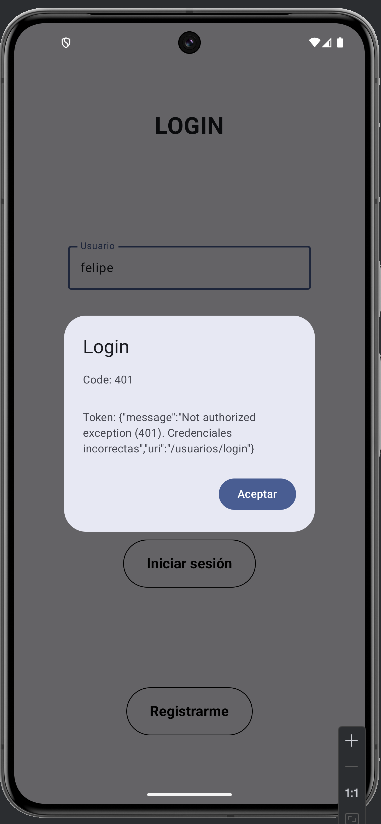 LOGIN
Usuario
felipe
Login
Code: 401
Token: {"message":"Not authorized
exception (401). Credenciales
incorrectas","uri":"/usuarios/login"}
Aceptar
Iniciar sesión
Registrarme
1:1